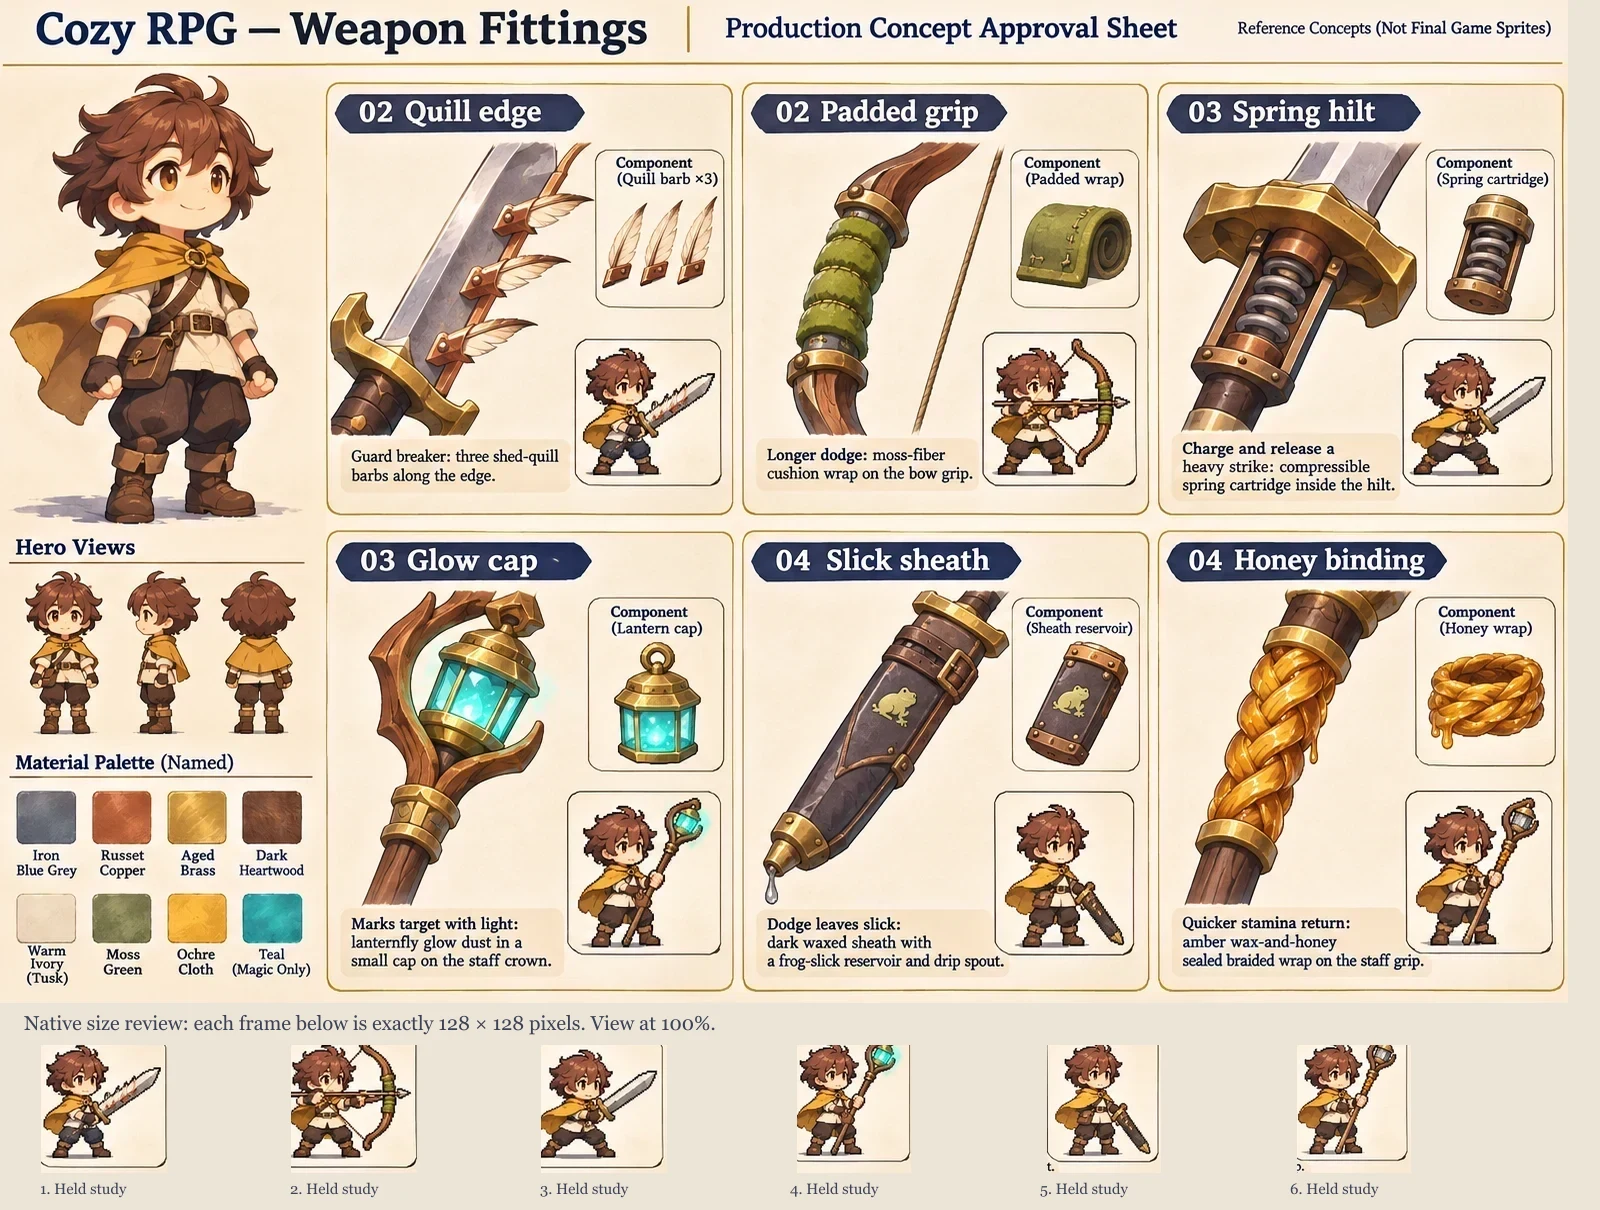 Cozy RPG — Weapon Fittings
Production Concept Approval Sheet
Reference Concepts (Not Final Game Sprites)
02 Quill edge
Component
(Quill barb ×3)
Guard breaker: three shed-quill
barbs along the edge.
02 Padded grip
Component
(Padded wrap)
Longer dodge: moss-fiber
cushion wrap on the bow grip.
03 Spring hilt
Component
(Spring cartridge)
Charge and release a
heavy strike: compressible
spring cartridge inside the hilt.
Hero Views
Material Palette (Named)
Iron
Blue Grey
Russet
Copper
Aged
Brass
Dark
Heartwood
Warm
Ivory
(Tusk)
Moss
Green
Ochre
Cloth
Teal
(Magic Only)
03 Glow cap
Component
(Lantern cap)
Marks target with light:
lanternfly glow dust in a
small cap on the staff crown.
04 Slick sheath
Component
(Sheath reservoir)
Dodge leaves slick:
dark waxed sheath with
a frog-slick reservoir and drip spout.
04 Honey binding
Component
(Honey wrap)
Quicker stamina return:
amber wax-and-honey
sealed braided wrap on the staff grip.
Native size review: each frame below is exactly 128 × 128 pixels. View at 100%.
t.
1. Held study
2. Held study
3. Held study
4. Held study
5. Held study
6. Held study